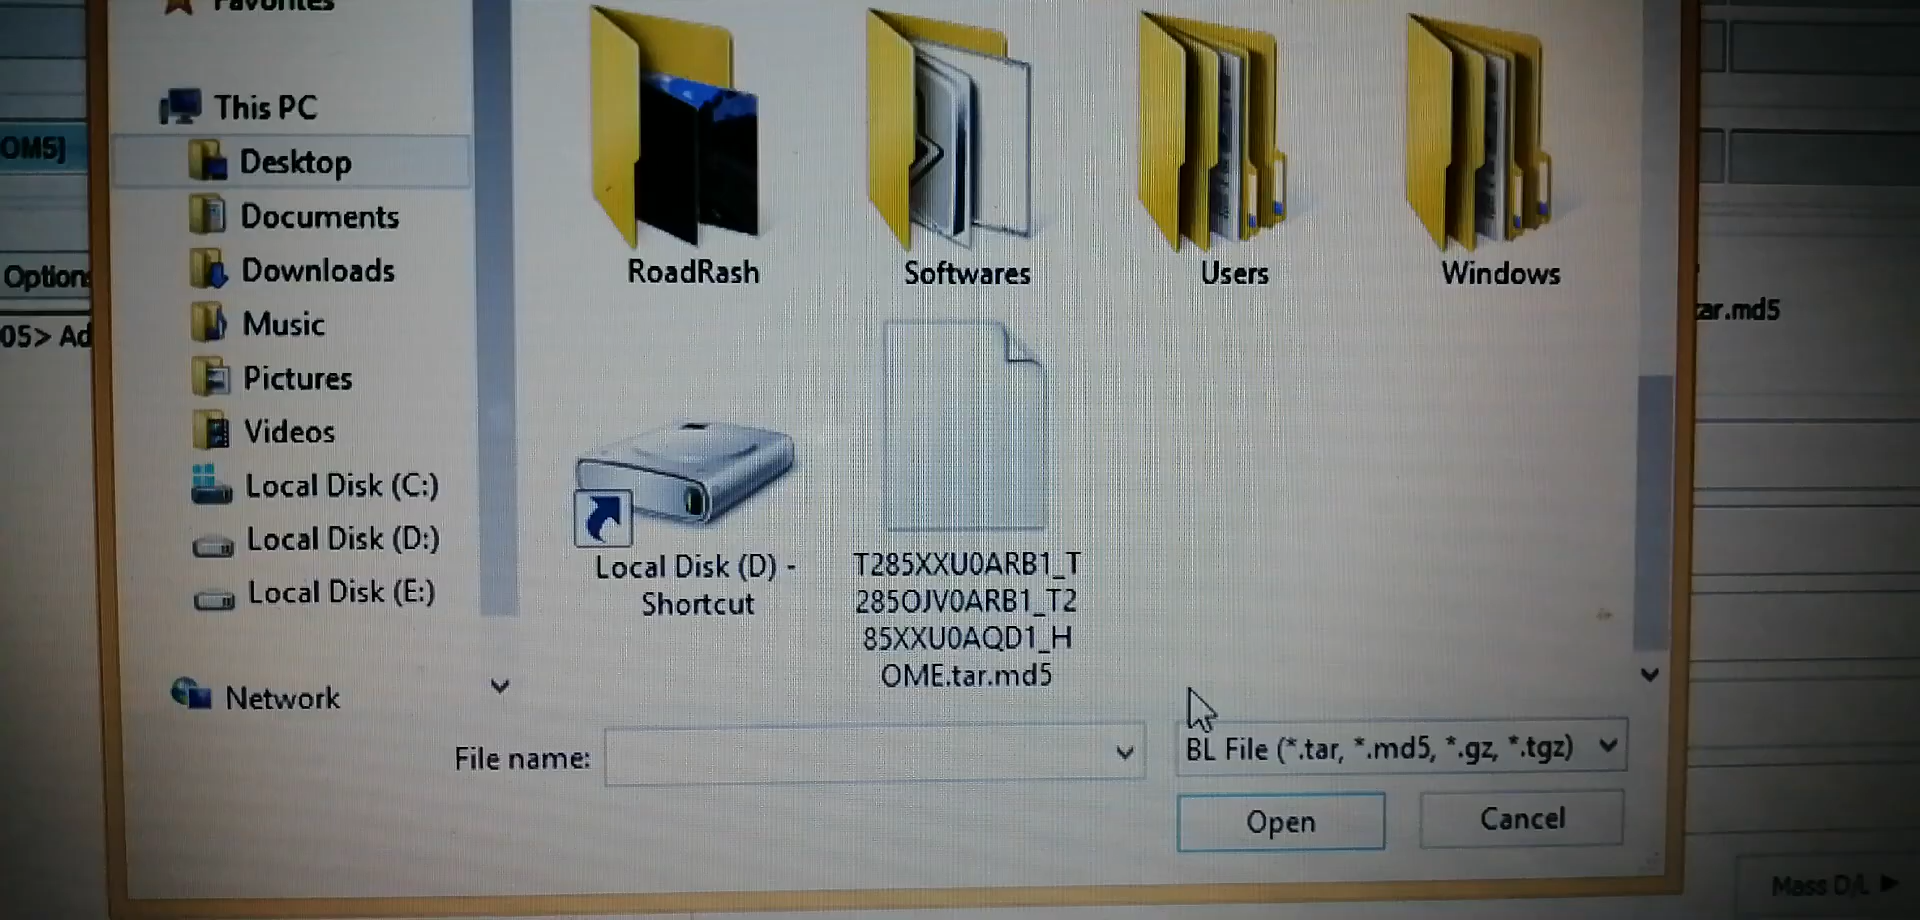 Favorites
This PC
Desktop
Documents
Downloads
Music
Pictures
Videos
Local Disk (C:)
Local Disk (D:)
Local Disk (E:)
Network
OM5]
Option
05> Ad
RoadRash
Softwares
Users
Windows
Local Disk (D) -
Shortcut
T285XXU0ARB1_T
285OJV0ARB1_T2
85XXU0AQD1_H
OME.tar.md5
ar.md5
File name:
BL File (*.tar, *.md5, *.gz, *.tgz)
Open
Cancel
Mass D/L